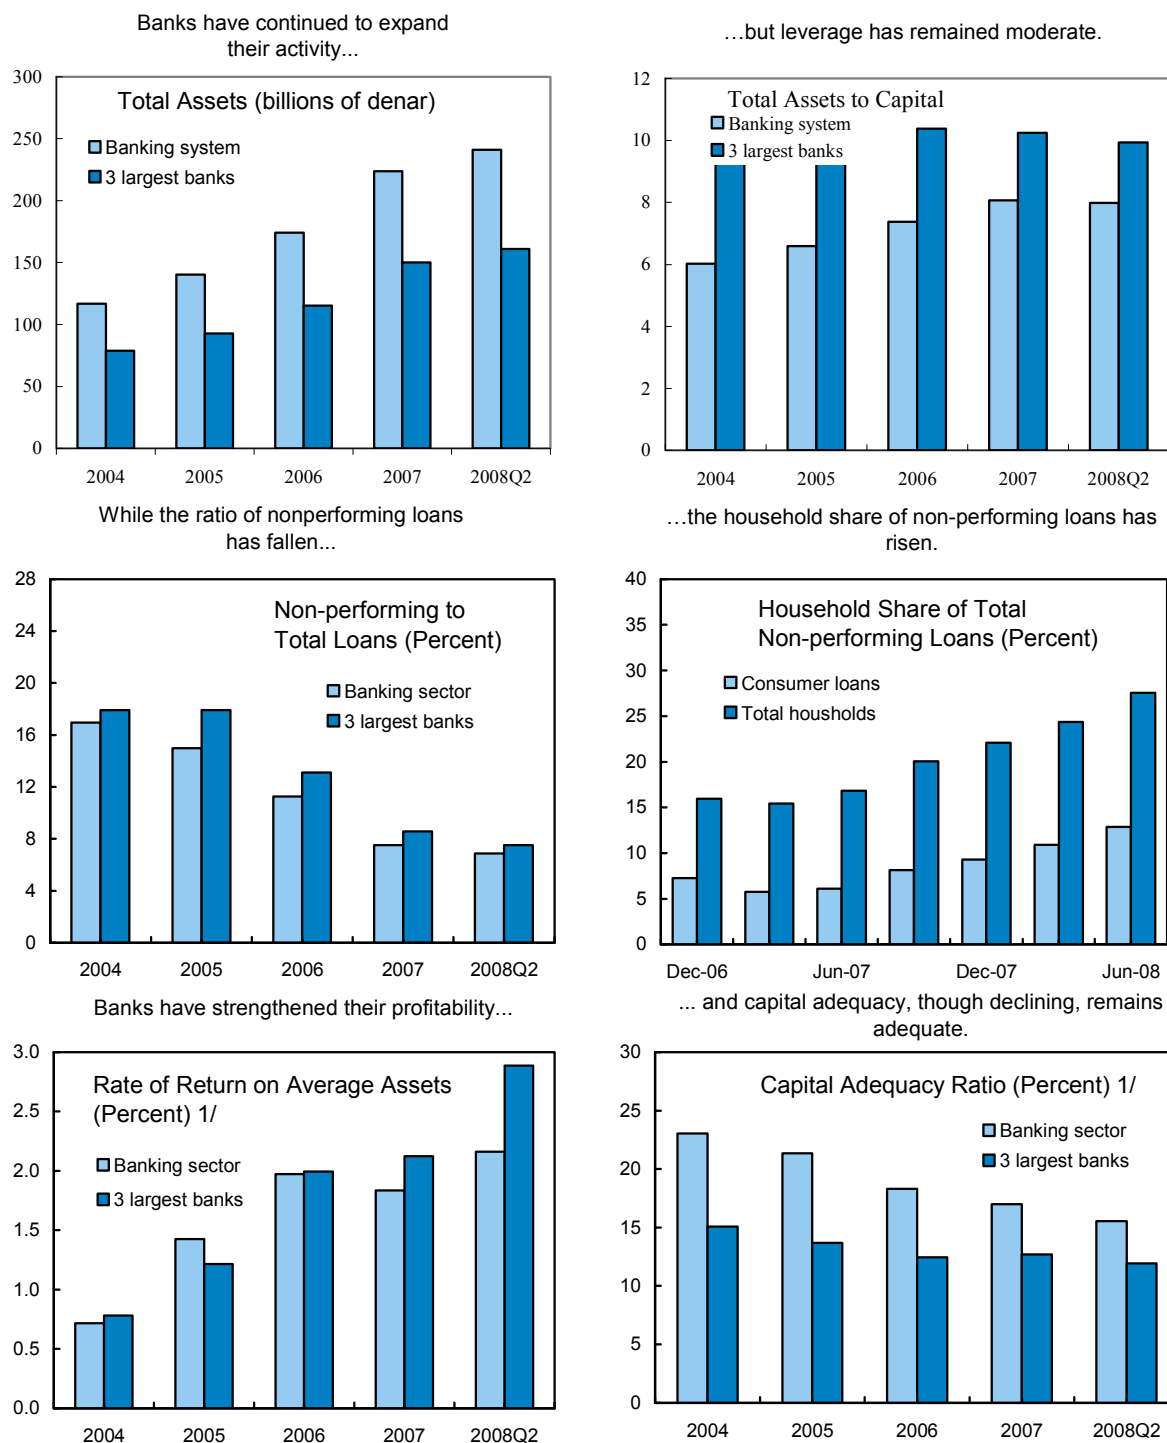 Banks have continued to expand
their activity...
300
250
200
150
100
50
0
Total Assets (billions of denar)
Banking system
3 largest banks
2004 2005 2006 2007 2008Q2
…but leverage has remained moderate.
12
10
8
6
4
2
0
Total Assets to Capital
Banking system
3 largest banks
2004 2005 2006 2007 2008Q2
While the ratio of nonperforming loans
has fallen...
28
24
20
16
12
8
4
0
Non-performing to
Total Loans (Percent)
Banking sector
3 largest banks
2004 2005 2006 2007 2008Q2
…the household share of non-performing loans has
risen.
40
35
30
25
20
15
10
5
0
Household Share of Total
Non-performing Loans (Percent)
Consumer loans
Total housholds
Dec-06 Jun-07 Dec-07 Jun-08
Banks have strengthened their profitability...
3.0
2.5
2.0
1.5
1.0
0.5
0.0
Rate of Return on Average Assets
(Percent) 1/
Banking sector
3 largest banks
2004 2005 2006 2007 2008Q2
... and capital adequacy, though declining, remains
adequate.
30
25
20
15
10
5
0
Capital Adequacy Ratio (Percent) 1/
Banking sector
3 largest banks
2004 2005 2006 2007 2008Q2